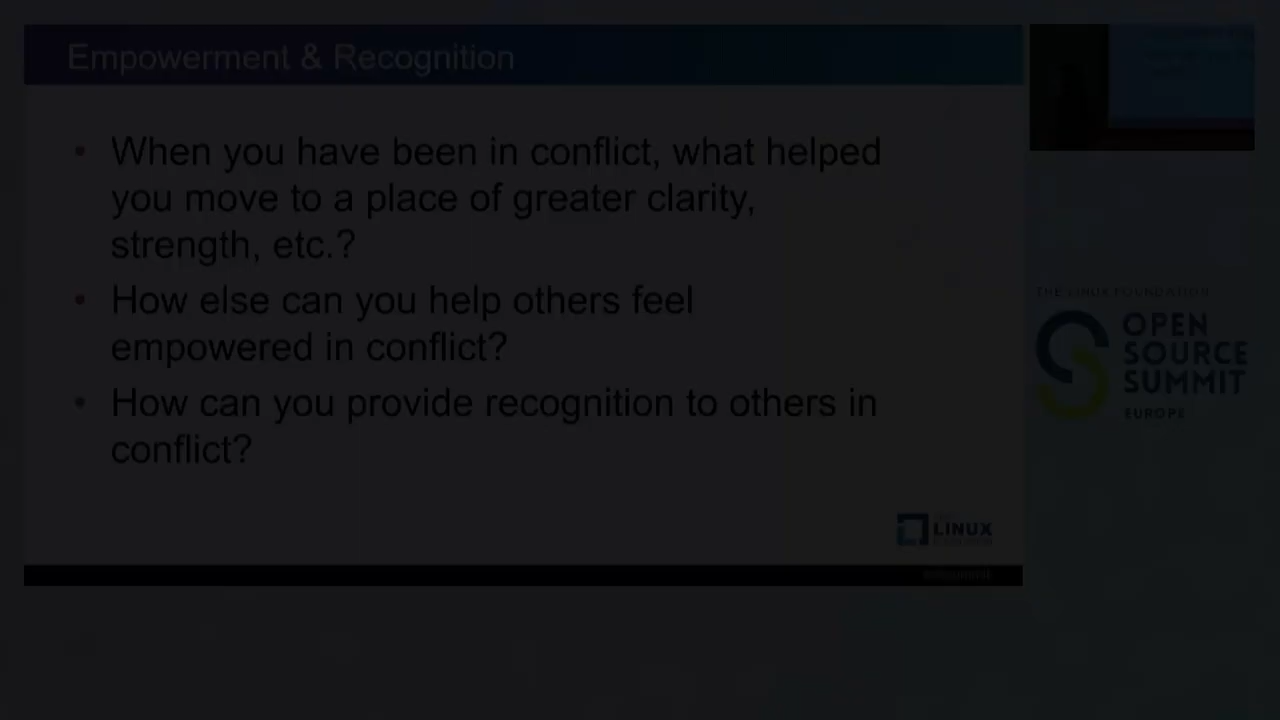 Empowerment & Recognition
• When you have been in conflict, what helped
you move to a place of greater clarity,
strength, etc.?
• How else can you help others feel
empowered in conflict?
• How can you provide recognition to others in
conflict?
LINUX
THE LINUX FOUNDATION
OPEN
SOURCE
SUMMIT
EUROPE